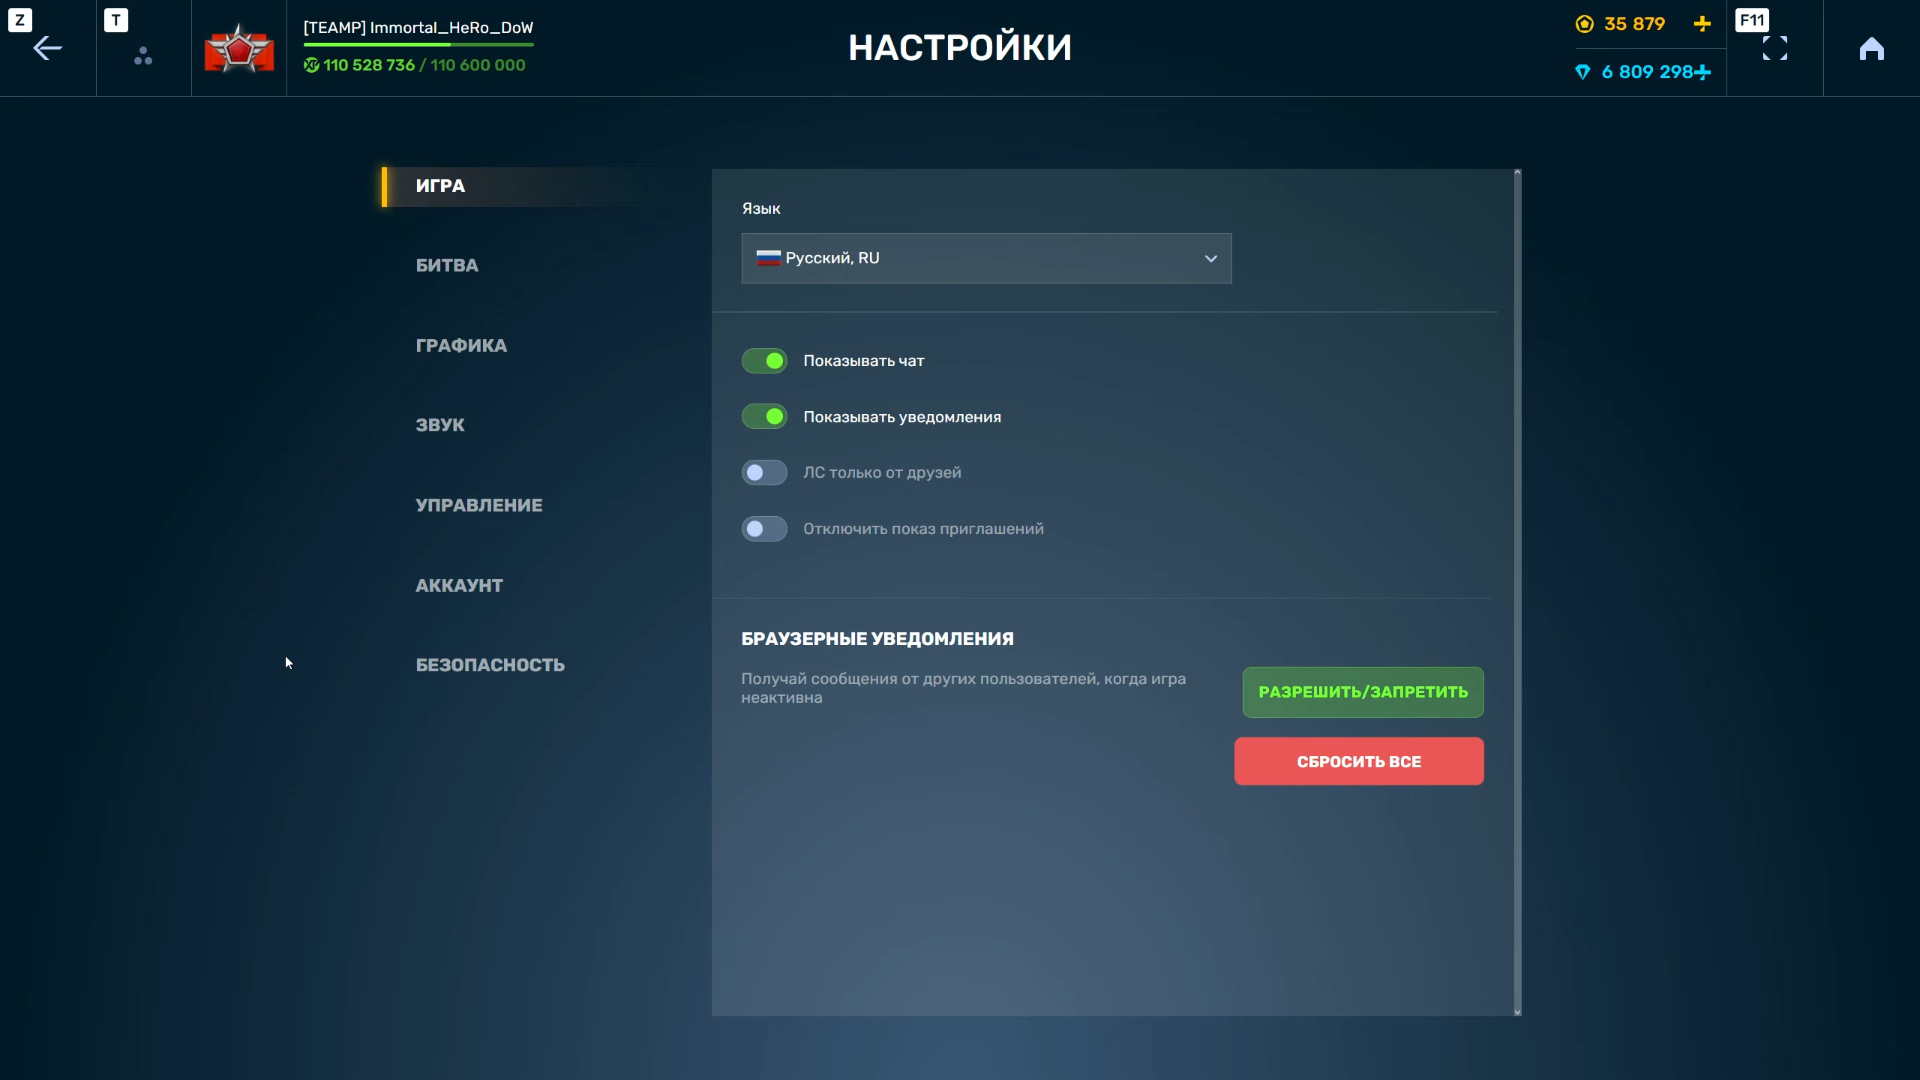 Z
T
[TEAMP] Immortal_HeRo_DoW
XP 110 528 736 / 110 600 000
НАСТРОЙКИ
35 879
6 809 298
F11
ИГРА
БИТВА
ГРАФИКА
ЗВУК
УПРАВЛЕНИЕ
АККАУНТ
БЕЗОПАСНОСТЬ
Язык
Русский, RU
Показывать чат
Показывать уведомления
ЛС только от друзей
Отключить показ приглашений
БРАУЗЕРНЫЕ УВЕДОМЛЕНИЯ
Получай сообщения от других пользователей, когда игра
неактивна
РАЗРЕШИТЬ/ЗАПРЕТИТЬ
СБРОСИТЬ ВСЕ